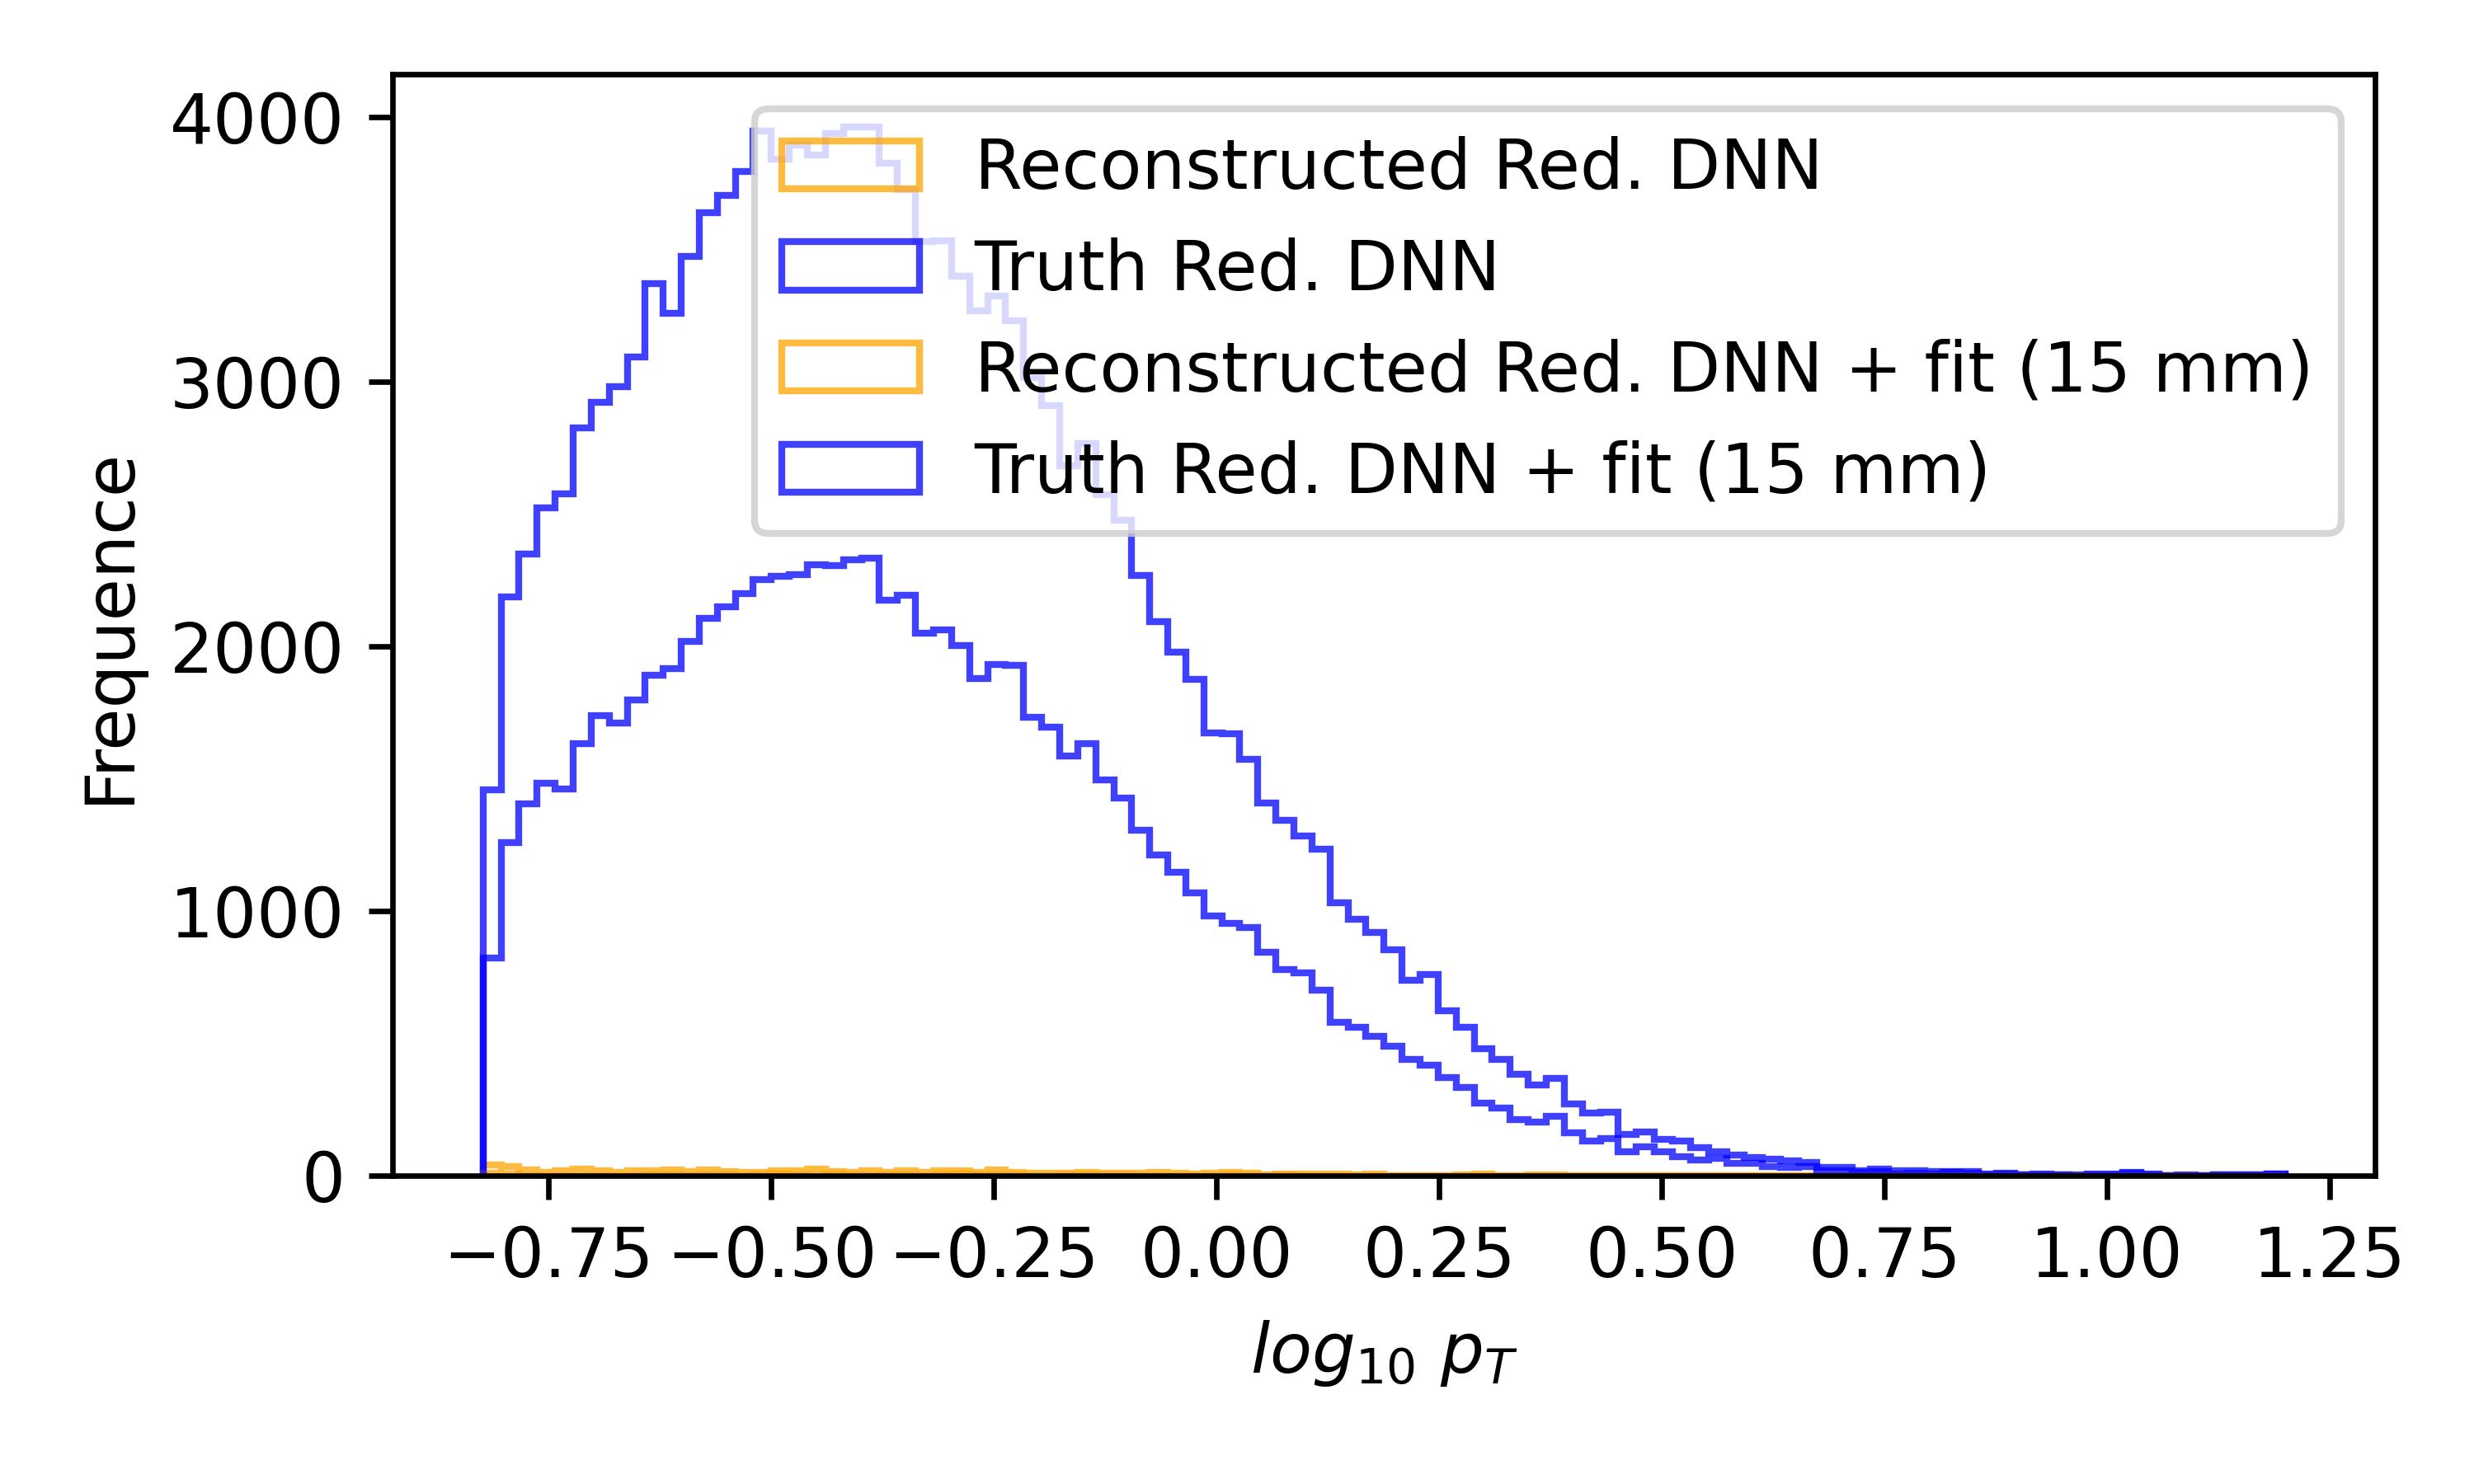 4000
3000
2000
1000
0
Frequence
Reconstructed Red. DNN
Truth Red. DNN
Reconstructed Red. DNN + fit (15 mm)
Truth Red. DNN + fit (15 mm)
−0.75 −0.50 −0.25 0.00 0.25 0.50 0.75 1.00 1.25
log₁₀ p_T